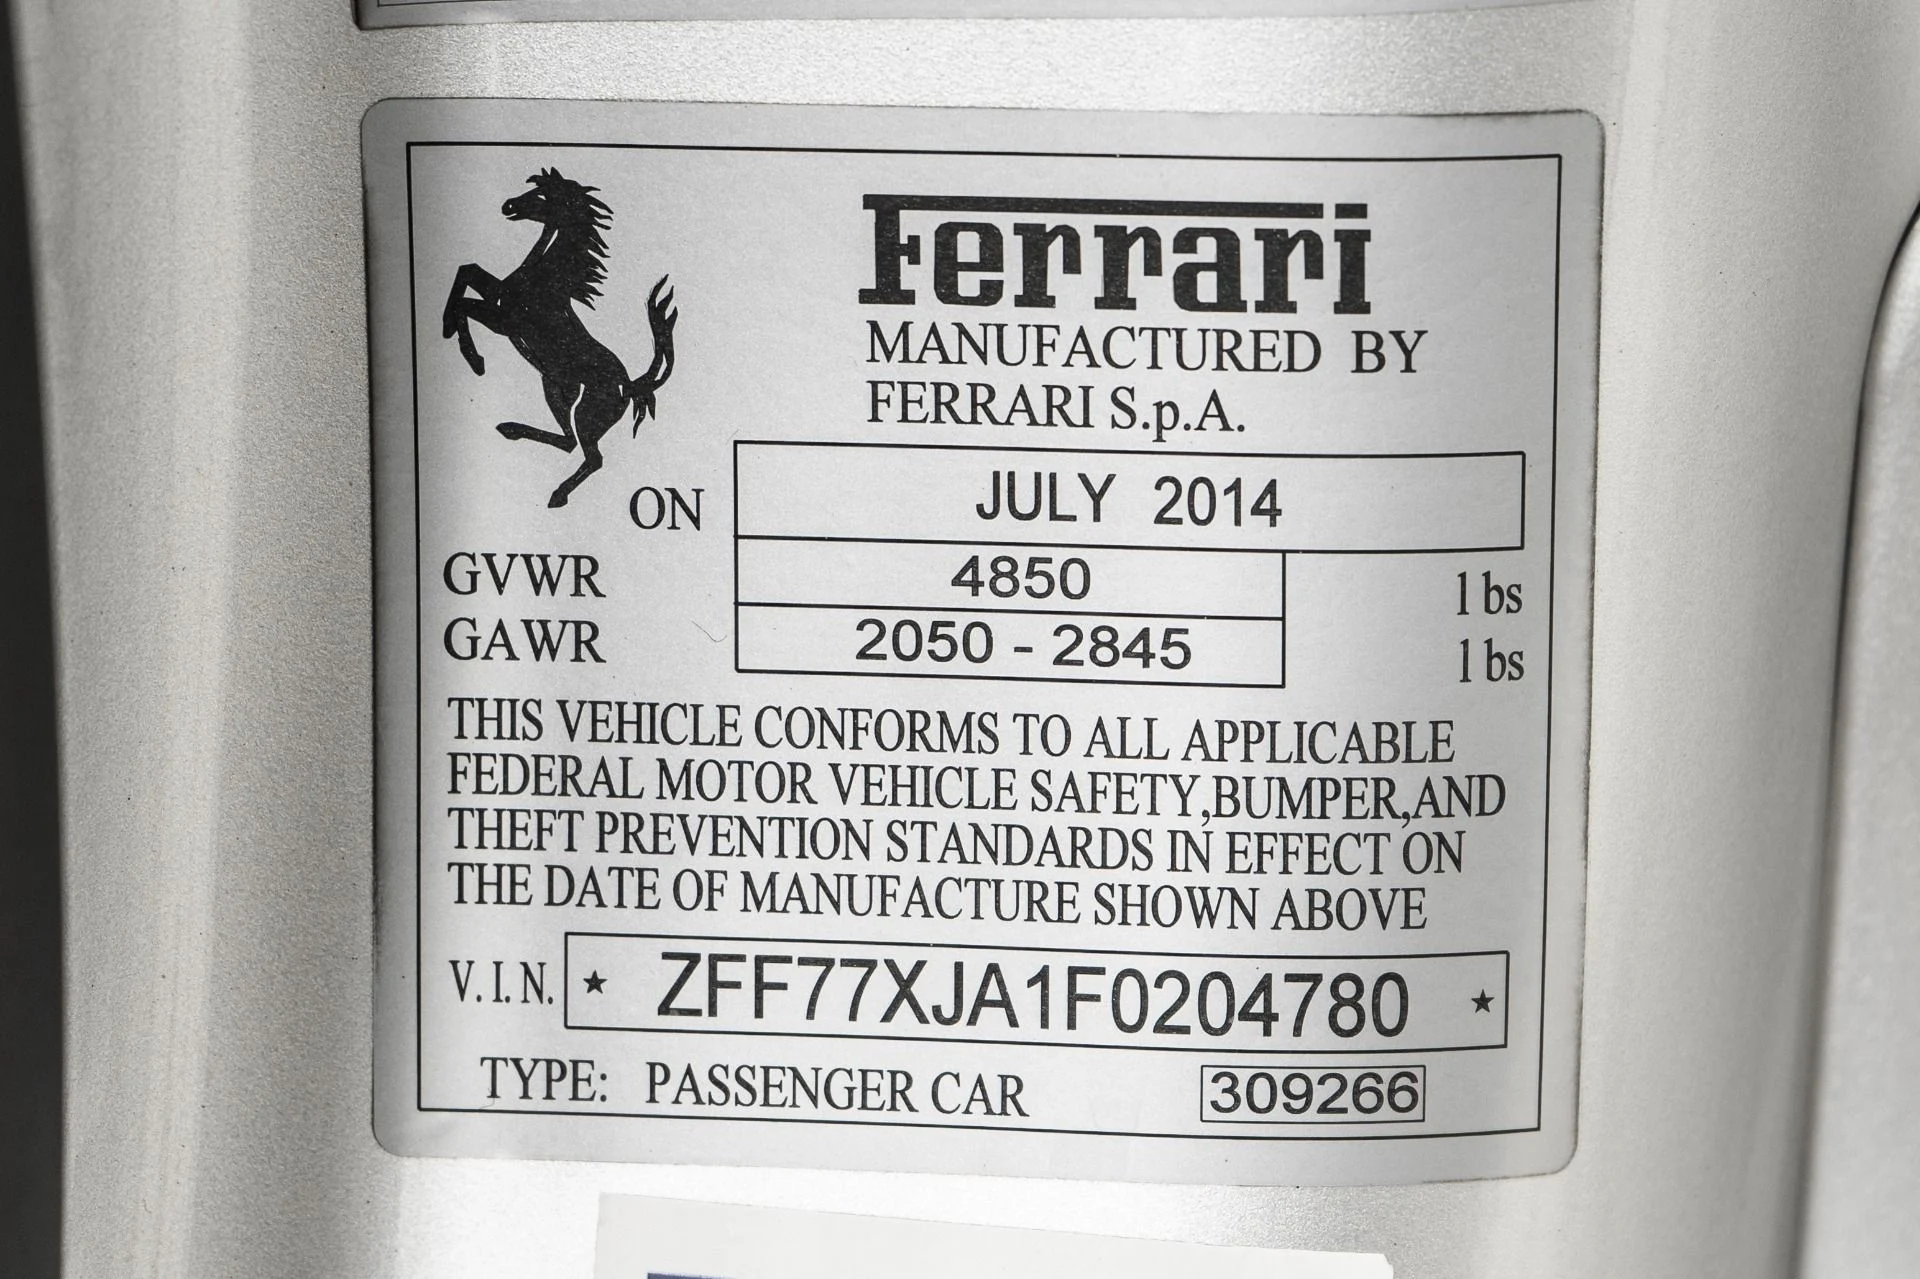 Ferrari
MANUFACTURED BY
FERRARI S.p.A.
ON JULY 2014
GVWR 4850 lbs
GAWR 2050 - 2845 lbs
THIS VEHICLE CONFORMS TO ALL APPLICABLE
FEDERAL MOTOR VEHICLE SAFETY,BUMPER,AND
THEFT PREVENTION STANDARDS IN EFFECT ON
THE DATE OF MANUFACTURE SHOWN ABOVE
V.I.N. ★ ZFF77XJA1F0204780 ★
TYPE: PASSENGER CAR 309266